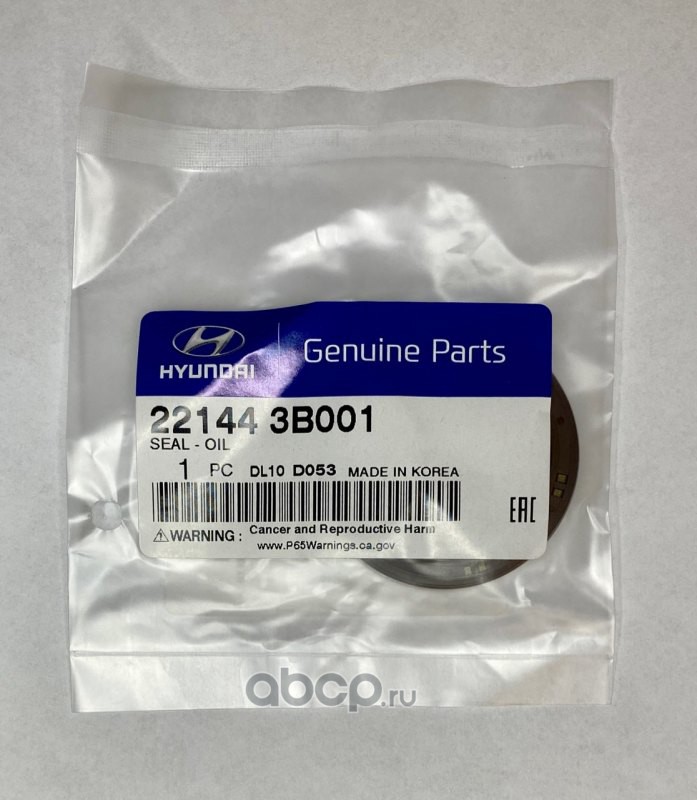 HYUNDAI
Genuine Parts
22144 3B001
SEAL - OIL
1 PC DL10 D053 MADE IN KOREA
EAC
⚠WARNING : Cancer and Reproductive Harm
www.P65Warnings.ca.gov
abcp.ru